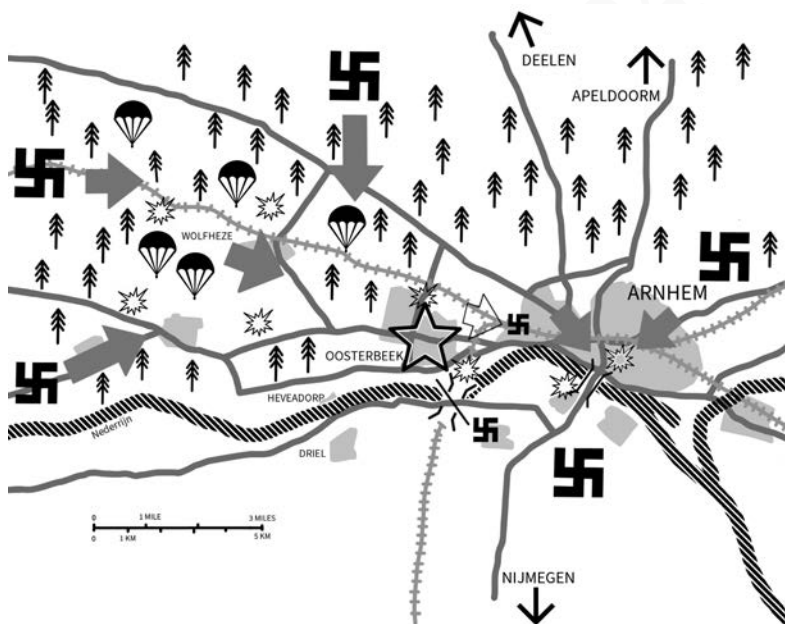 DEELEN
APELDOORM
WOLFHEZE
ARNHEM
OOSTERBEEK
HEVEADORP
Nederrijn
DRIEL
0 1 MILE 3 MILES
0 1 KM 5 KM
NIJMEGEN